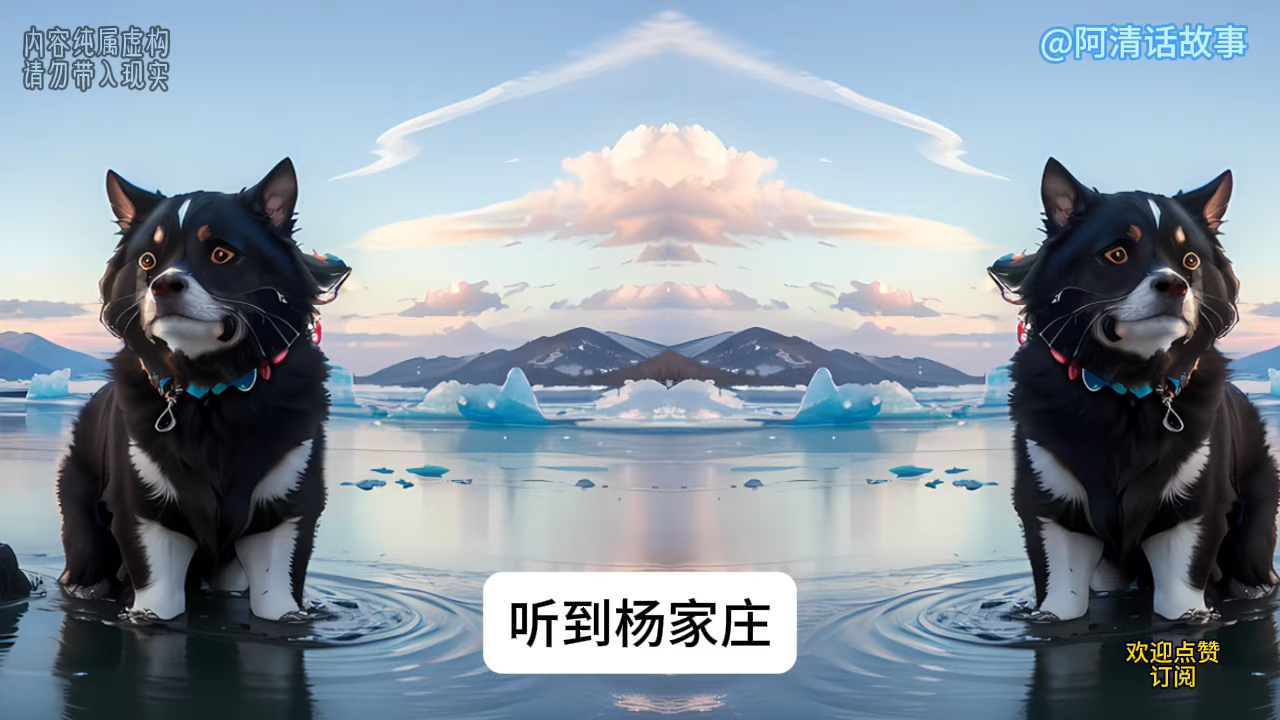 内容纯属虚构
请勿带入现实
@阿清话故事
听到杨家庄
欢迎点赞
订阅